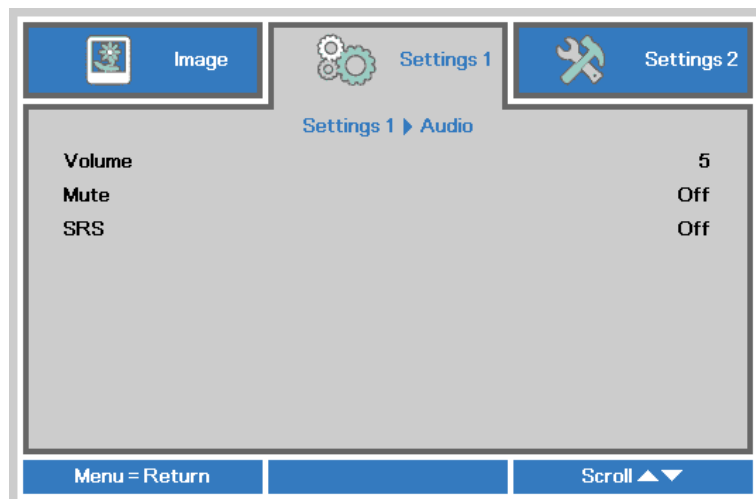 Image
Settings 1
Settings 2
Settings 1 ▶ Audio
Volume 5
Mute Off
SRS Off
Menu = Return
Scroll ▲▼